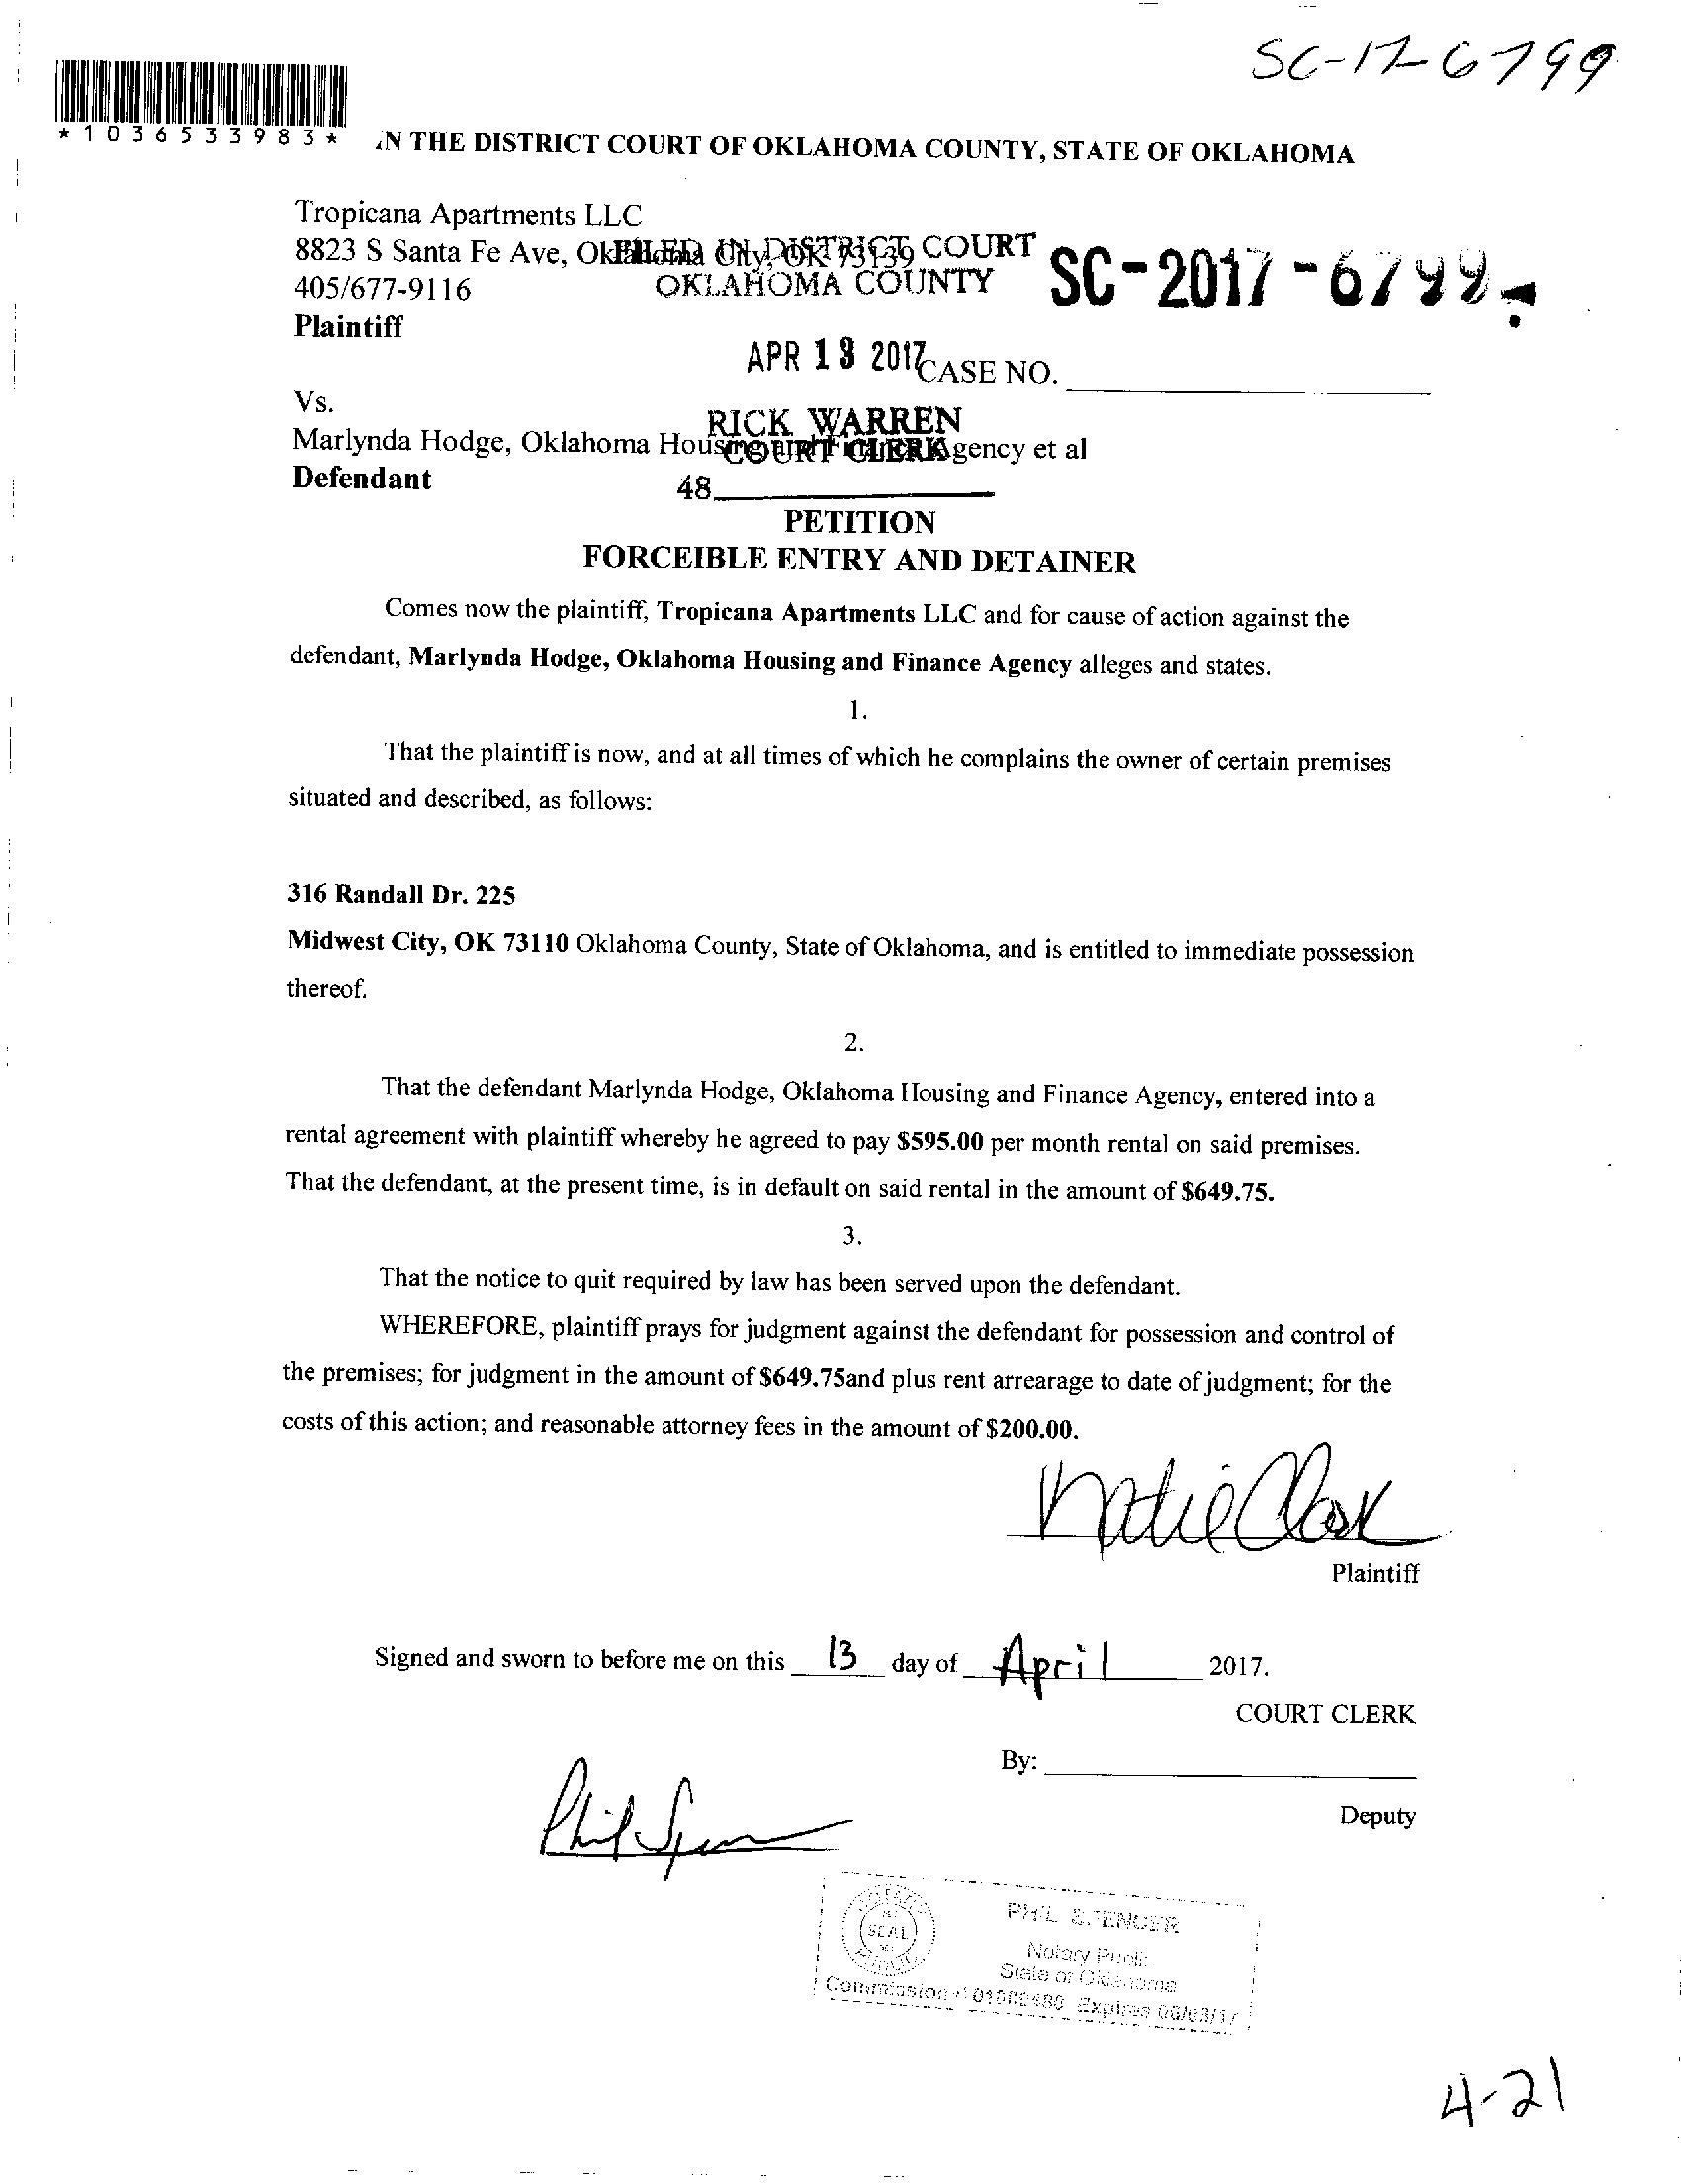 SC-17-6799
*1036533983*
IN THE DISTRICT COURT OF OKLAHOMA COUNTY, STATE OF OKLAHOMA
Tropicana Apartments LLC
8823 S Santa Fe Ave, Oklahoma City, OK 73139
FILED IN DISTRICT COURT
OKLAHOMA COUNTY
SC-2017-6799
405/677-9116
Plaintiff
APR 13 2017
CASE NO.
Vs.
RICK WARREN
COURT CLERK
Marlynda Hodge, Oklahoma Housing and Finance Agency et al
Defendant
48
PETITION
FORCEIBLE ENTRY AND DETAINER
Comes now the plaintiff, Tropicana Apartments LLC and for cause of action against the
defendant, Marlynda Hodge, Oklahoma Housing and Finance Agency alleges and states.
1.
That the plaintiff is now, and at all times of which he complains the owner of certain premises
situated and described, as follows:
316 Randall Dr. 225
Midwest City, OK 73110 Oklahoma County, State of Oklahoma, and is entitled to immediate possession
thereof.
2.
That the defendant Marlynda Hodge, Oklahoma Housing and Finance Agency, entered into a
rental agreement with plaintiff whereby he agreed to pay $595.00 per month rental on said premises.
That the defendant, at the present time, is in default on said rental in the amount of $649.75.
3.
That the notice to quit required by law has been served upon the defendant.
WHEREFORE, plaintiff prays for judgment against the defendant for possession and control of
the premises; for judgment in the amount of $649.75and plus rent arrearage to date of judgment; for the
costs of this action; and reasonable attorney fees in the amount of $200.00.
Plaintiff
Signed and sworn to before me on this 13 day of April 2017.
COURT CLERK
By:
Deputy
Phil Spencer
PHIL SPENCER
Notary Public
State of Oklahoma
NOTARY PUBLIC
SEAL
Commission # Expires 08/03/17
4-21